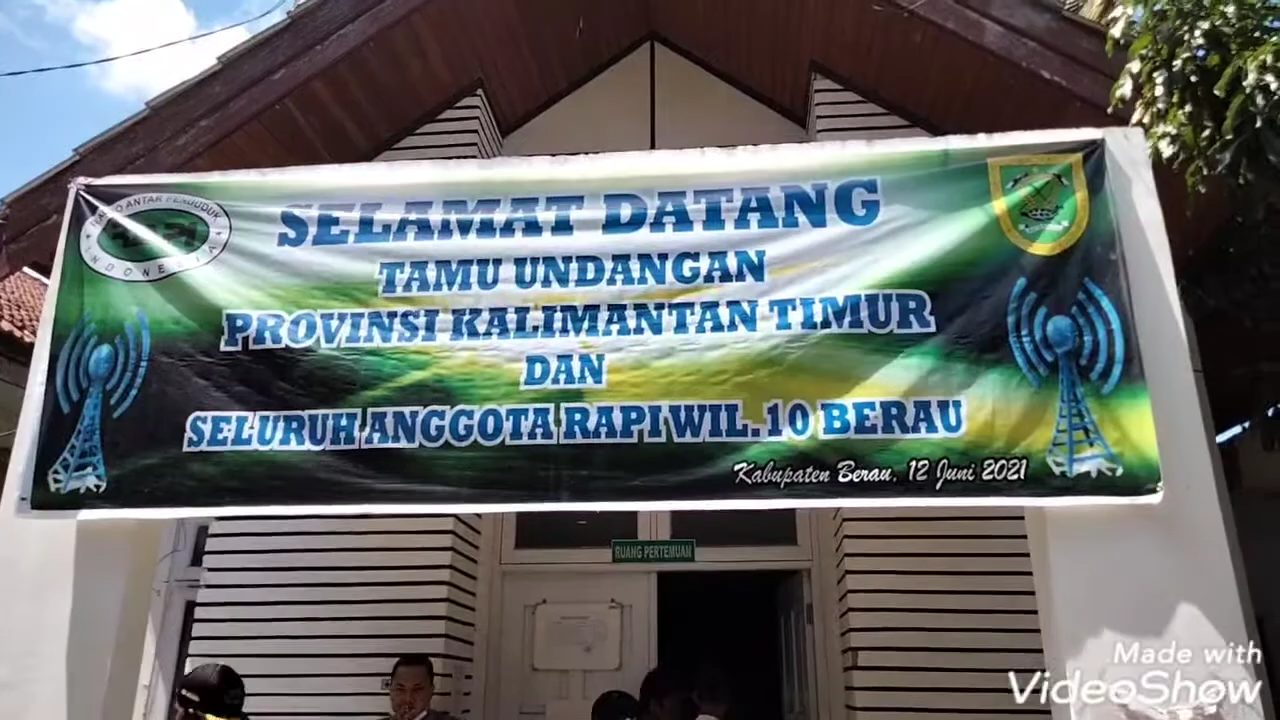 SELAMAT DATANG
TAMU UNDANGAN
PROVINSI KALIMANTAN TIMUR
DAN
SELURUH ANGGOTA RAPI WIL.10 BERAU
Kabupaten Berau, 12 Juni 2021
RADIO ANTAR PENDUDUK
RAPI
INDONESIA
RUANG PERTEMUAN
Made with
VideoShow